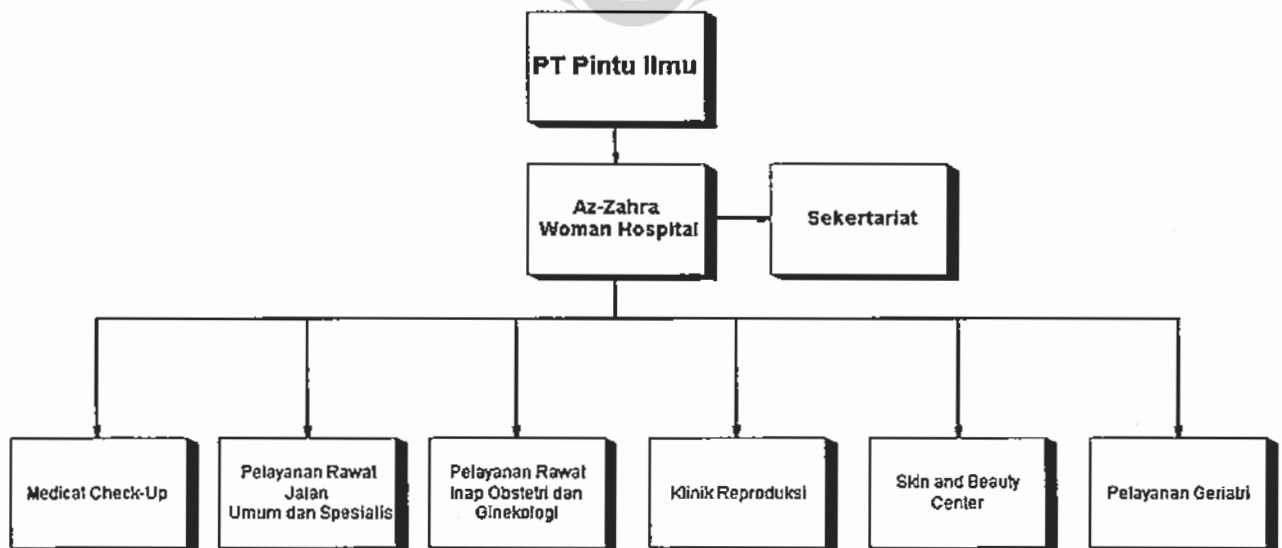 PT Pintu Ilmu
Az-Zahra
Woman Hospital
Sekertariat
Medical Check-Up
Pelayanan Rawat
Jalan
Umum dan Spesialis
Pelayanan Rawat
Inap Obstetri dan
Ginekologi
Klinik Reproduksi
Skin and Beauty
Center
Pelayanan Geriatri